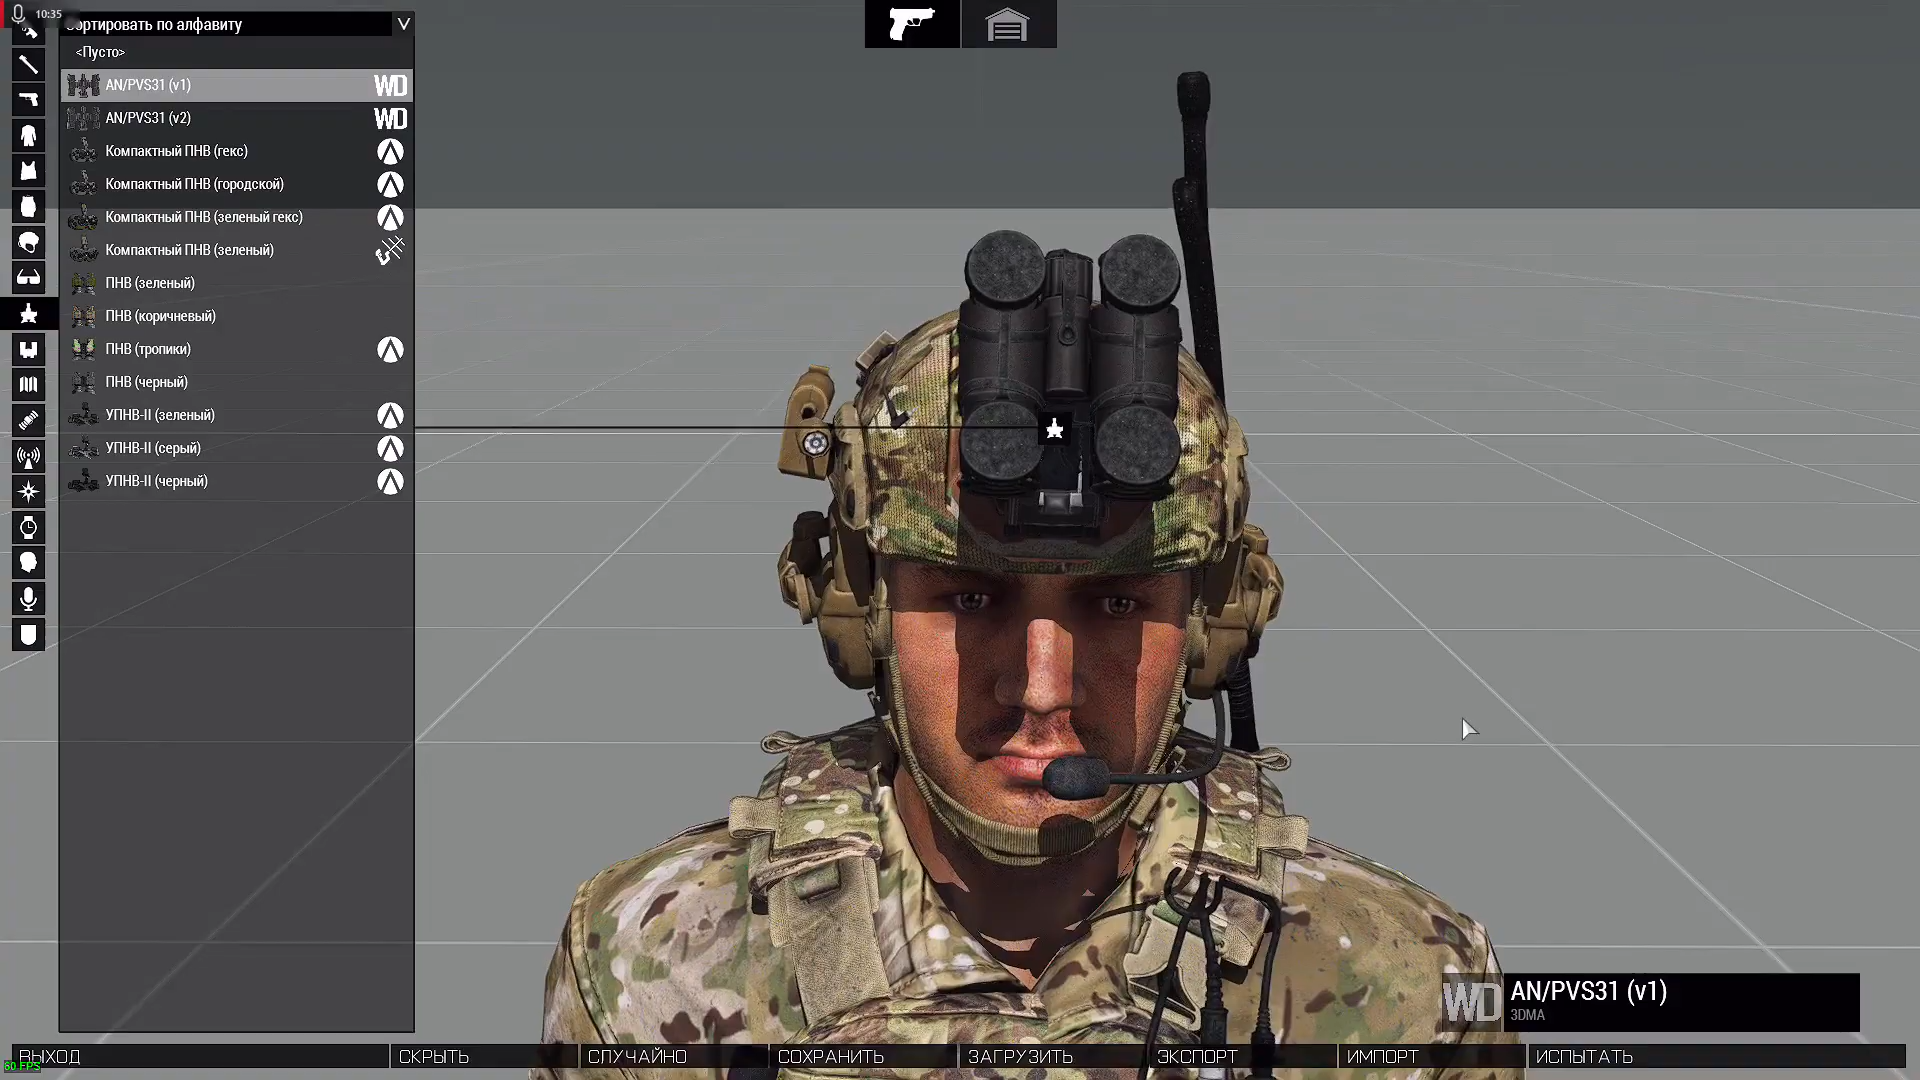 10:35
ортировать по алфавиту
<Пусто>
AN/PVS31 (v1) WD
AN/PVS31 (v2) WD
Компактный ПНВ (гекс)
Компактный ПНВ (городской)
Компактный ПНВ (зеленый гекс)
Компактный ПНВ (зеленый)
ПНВ (зеленый)
ПНВ (коричневый)
ПНВ (тропики)
ПНВ (черный)
УПНВ-II (зеленый)
УПНВ-II (серый)
УПНВ-II (черный)
WD AN/PVS31 (v1)
3DMA
ВЫХОД СКРЫТЬ СЛУЧАЙНО СОХРАНИТЬ ЗАГРУЗИТЬ ЭКСПОРТ ИМПОРТ ИСПЫТАТЬ
60 FPS